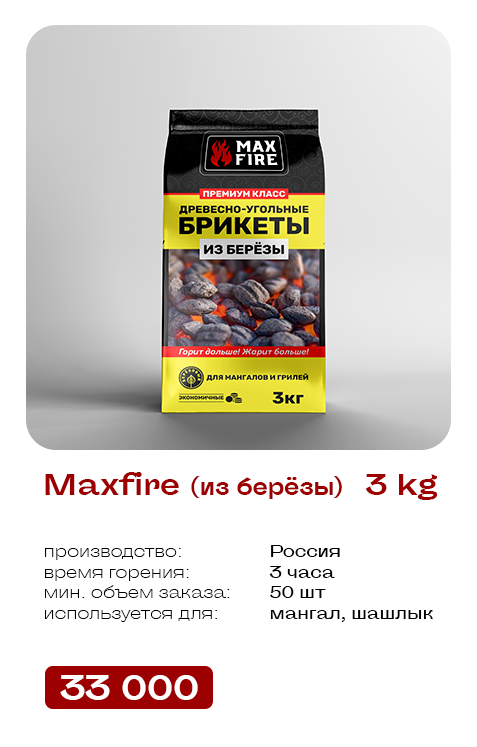 MAX
FIRE
ПРЕМИУМ КЛАСС
ДРЕВЕСНО-УГОЛЬНЫЕ
БРИКЕТЫ
ИЗ БЕРЁЗЫ
Горит дольше! Жарит больше!
ДЛЯ МАНГАЛОВ И ГРИЛЕЙ
ЭКОНОМИЧНЫЕ
3КГ
Maxfire (из берёзы) 3 kg
производство: Россия
время горения: 3 часа
мин. объем заказа: 50 шт
используется для: мангал, шашлык
33 000